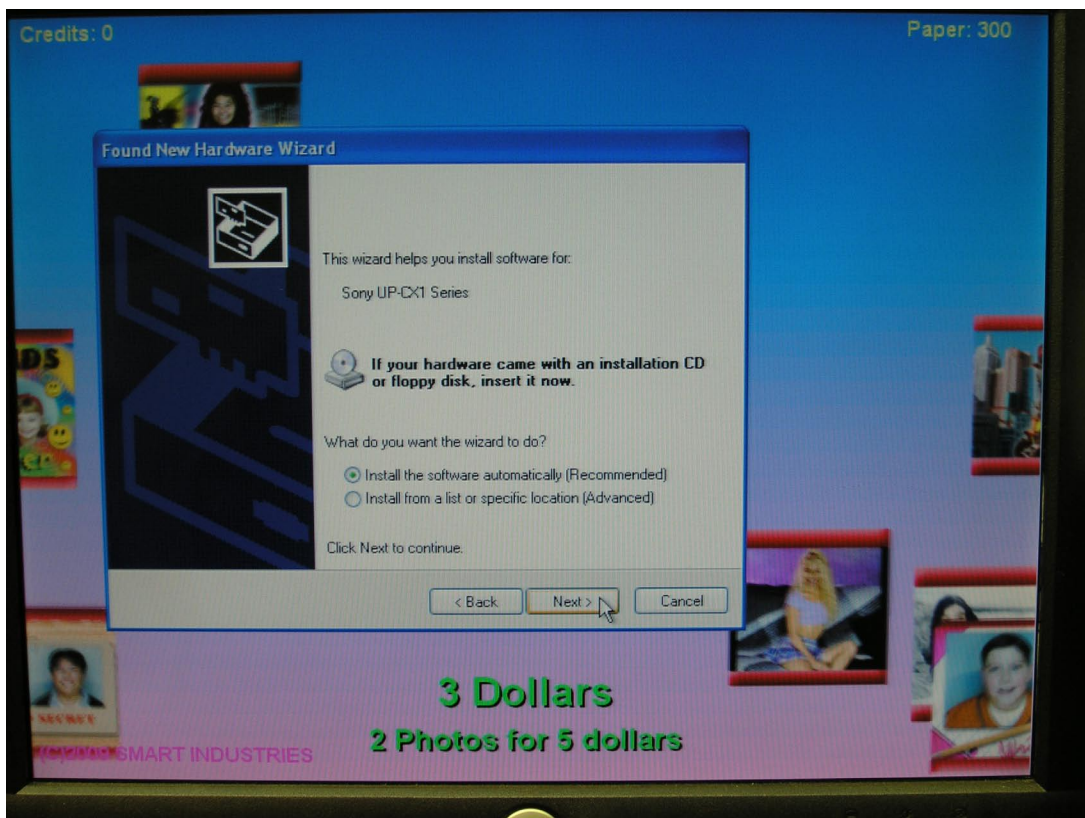 Credits: 0
Paper: 300
Found New Hardware Wizard
This wizard helps you install software for:
Sony UP-CX1 Series
If your hardware came with an installation CD
or floppy disk, insert it now.
What do you want the wizard to do?
Install the software automatically (Recommended)
Install from a list or specific location (Advanced)
Click Next to continue.
< Back
Next >
Cancel
DS
SECRET
3 Dollars
2 Photos for 5 dollars
(C)2009 SMART INDUSTRIES